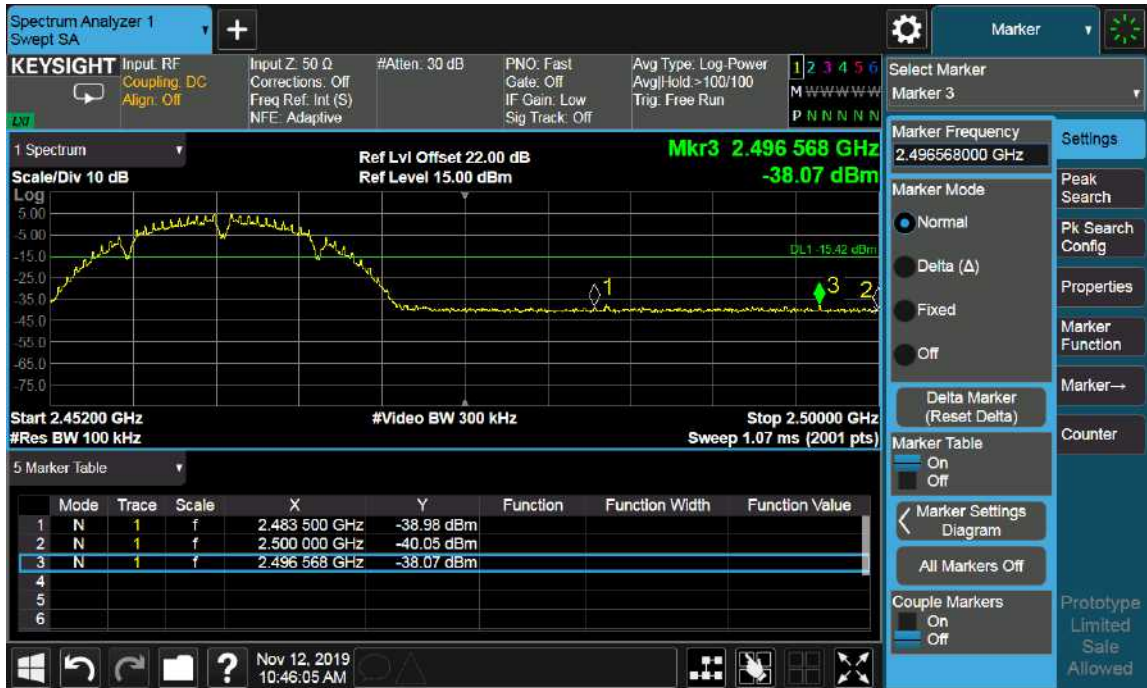 Spectrum Analyzer 1
Swept SA
+
Marker
KEYSIGHT
Input: RF
Coupling: DC
Align: Off
Input Z: 50 Ω
Corrections: Off
Freq Ref: Int (S)
NFE: Adaptive
#Atten: 30 dB
PNO: Fast
Gate: Off
IF Gain: Low
Sig Track: Off
Avg Type: Log-Power
Avg|Hold:>100/100
Trig: Free Run
1 2 3 4 5 6
M W W W W W
P N N N N N
LXI
Select Marker
Marker 3
1 Spectrum
Scale/Div 10 dB
Ref Lvl Offset 22.00 dB
Ref Level 15.00 dBm
Mkr3 2.496 568 GHz
-38.07 dBm
Log
5.00
-5.00
-15.0
-25.0
-35.0
-45.0
-55.0
-65.0
-75.0
DL1 -15.42 dBm
1
3
2
Start 2.45200 GHz
#Video BW 300 kHz
Stop 2.50000 GHz
#Res BW 100 kHz
Sweep 1.07 ms (2001 pts)
5 Marker Table
Mode Trace Scale X Y Function Function Width Function Value
1 N 1 f 2.483 500 GHz -38.98 dBm
2 N 1 f 2.500 000 GHz -40.05 dBm
3 N 1 f 2.496 568 GHz -38.07 dBm
4
5
6
Marker Frequency
2.496568000 GHz
Marker Mode
Normal
Delta (Δ)
Fixed
Off
Delta Marker
(Reset Delta)
Marker Table
On
Off
Marker Settings
Diagram
All Markers Off
Couple Markers
On
Off
Settings
Peak
Search
Pk Search
Config
Properties
Marker
Function
Marker→
Counter
Prototype
Limited
Sale
Allowed
?
Nov 12, 2019
10:46:05 AM